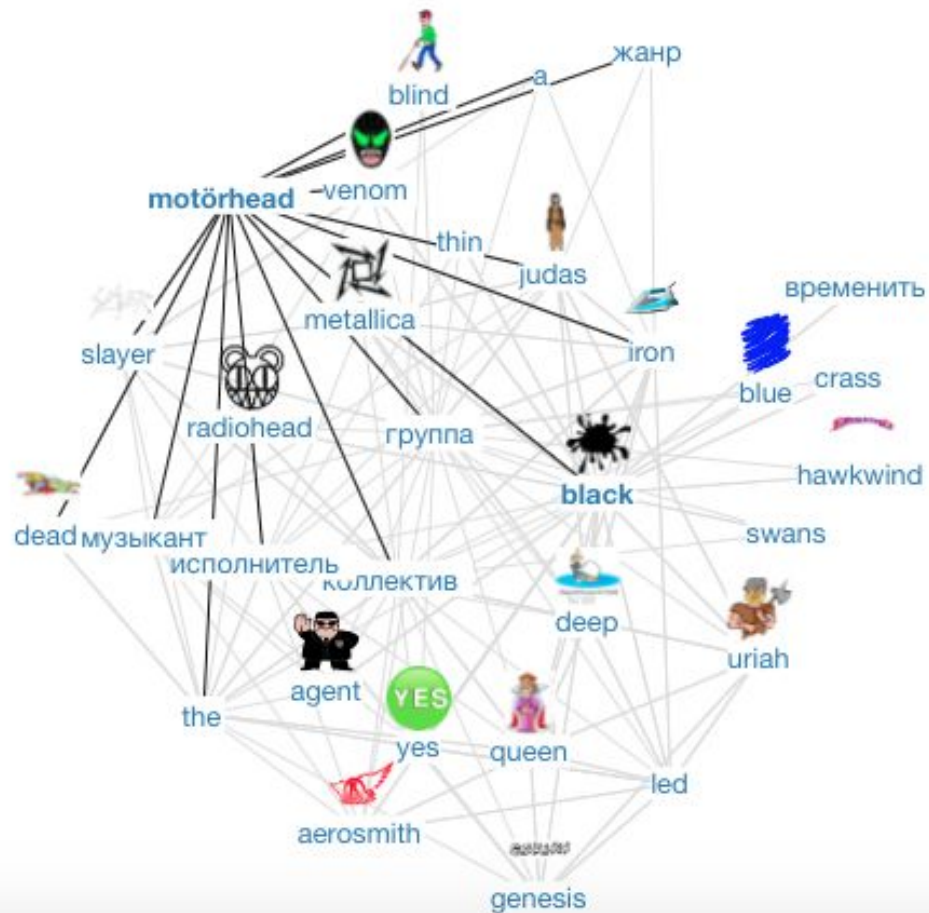 жанр
a
blind
venom
motörhead
thin
judas
временить
metallica
slayer
iron
blue
crass
radiohead
группа
hawkwind
black
dead
музыкант
swans
исполнитель
коллектив
deep
uriah
agent
the
YES
yes
queen
led
aerosmith
genesis